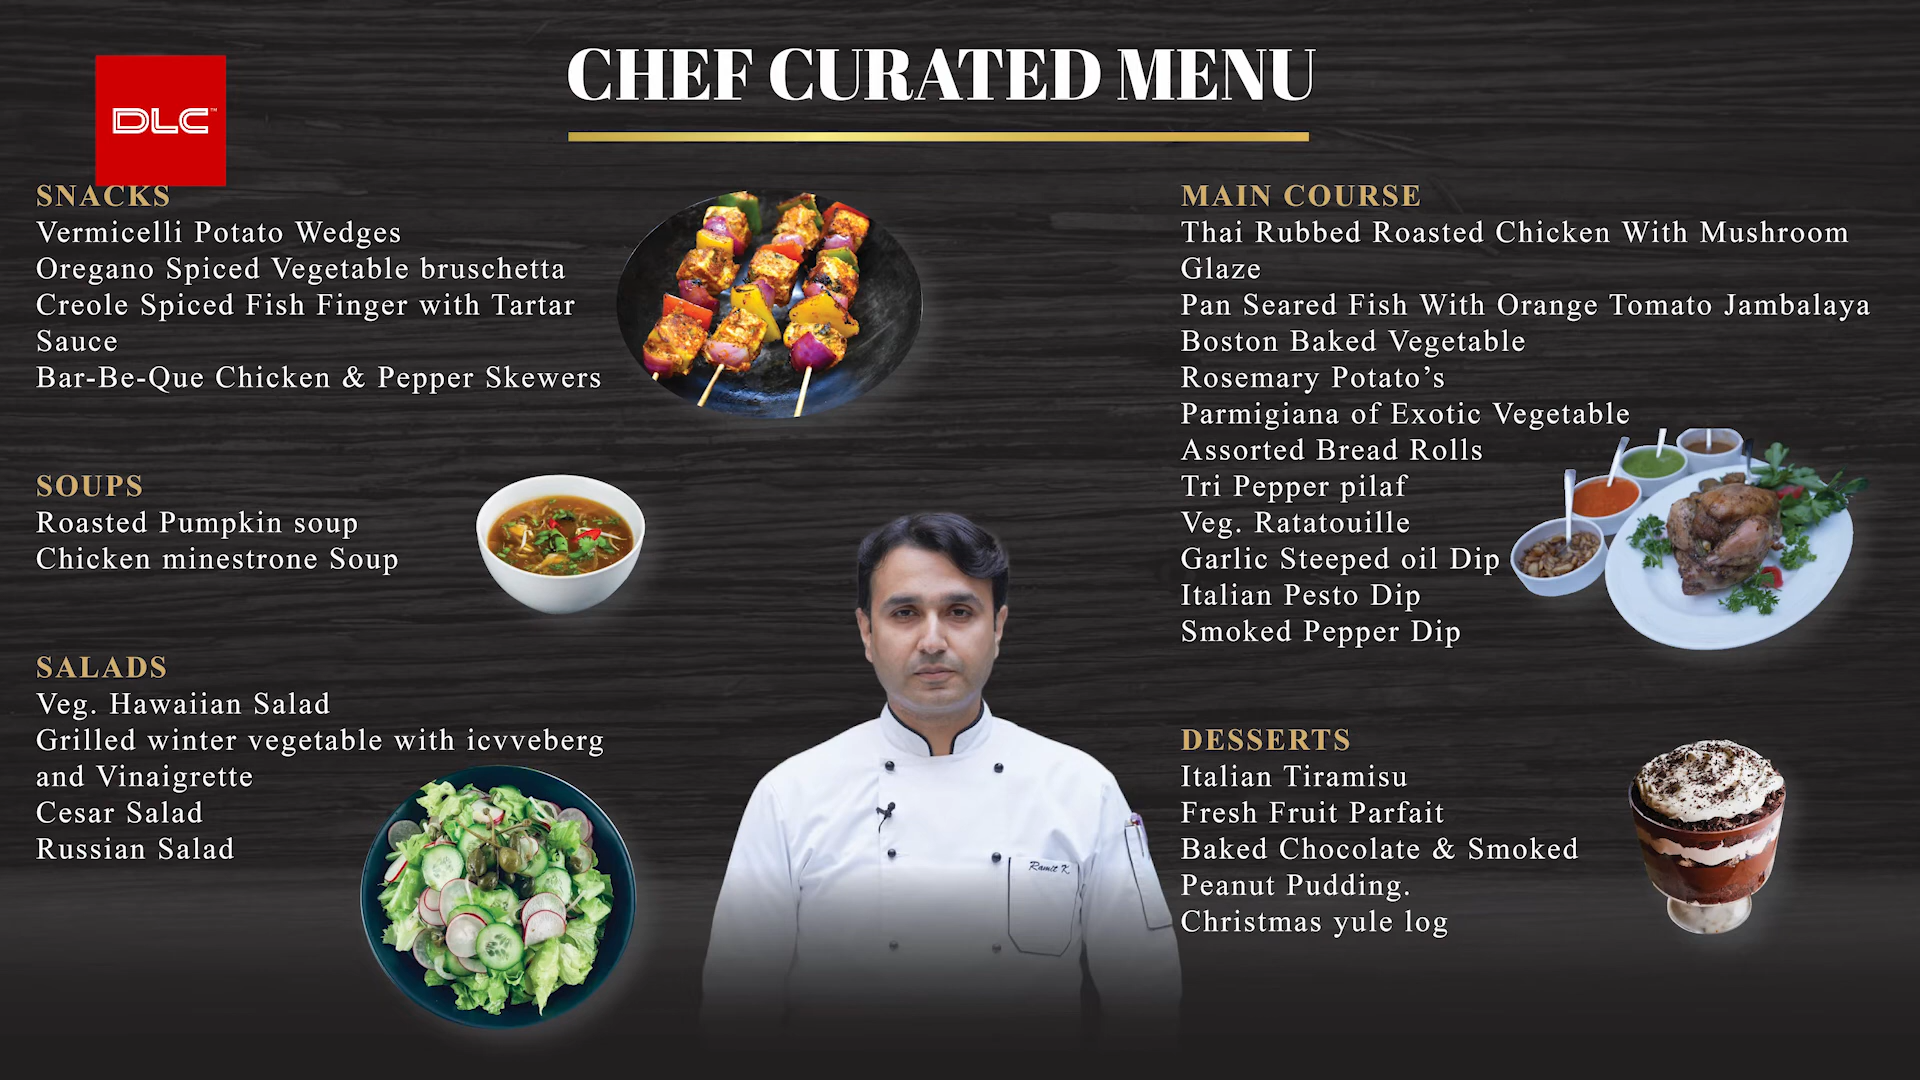 CHEF CURATED MENU
DLC™
SNACKS
Vermicelli Potato Wedges
Oregano Spiced Vegetable bruschetta
Creole Spiced Fish Finger with Tartar
Sauce
Bar-Be-Que Chicken & Pepper Skewers
SOUPS
Roasted Pumpkin soup
Chicken minestrone Soup
SALADS
Veg. Hawaiian Salad
Grilled winter vegetable with icvveberg
and Vinaigrette
Cesar Salad
Russian Salad
Ramit K
MAIN COURSE
Thai Rubbed Roasted Chicken With Mushroom
Glaze
Pan Seared Fish With Orange Tomato Jambalaya
Boston Baked Vegetable
Rosemary Potato’s
Parmigiana of Exotic Vegetable
Assorted Bread Rolls
Tri Pepper pilaf
Veg. Ratatouille
Garlic Steeped oil Dip
Italian Pesto Dip
Smoked Pepper Dip
DESSERTS
Italian Tiramisu
Fresh Fruit Parfait
Baked Chocolate & Smoked
Peanut Pudding.
Christmas yule log